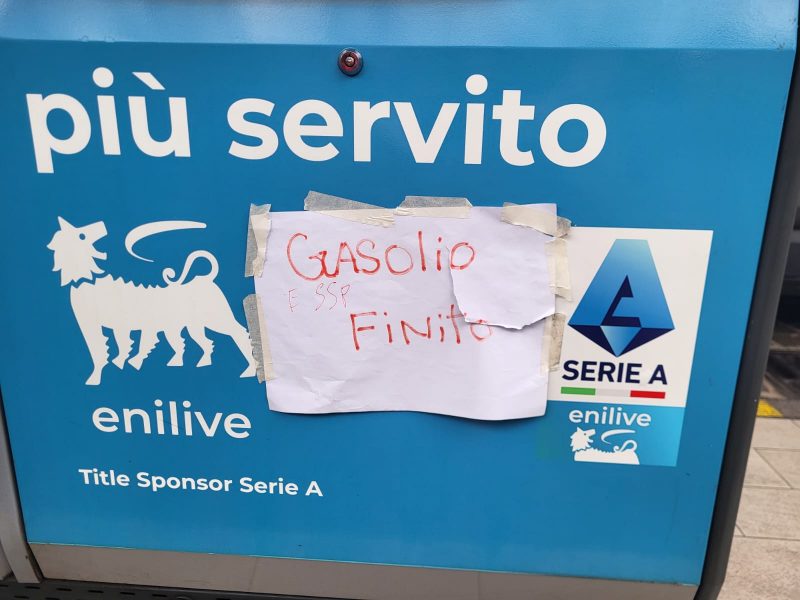 più servito
GASOLIO
E SSP
FINITO
SERIE A
enilive
enilive
Title Sponsor Serie A